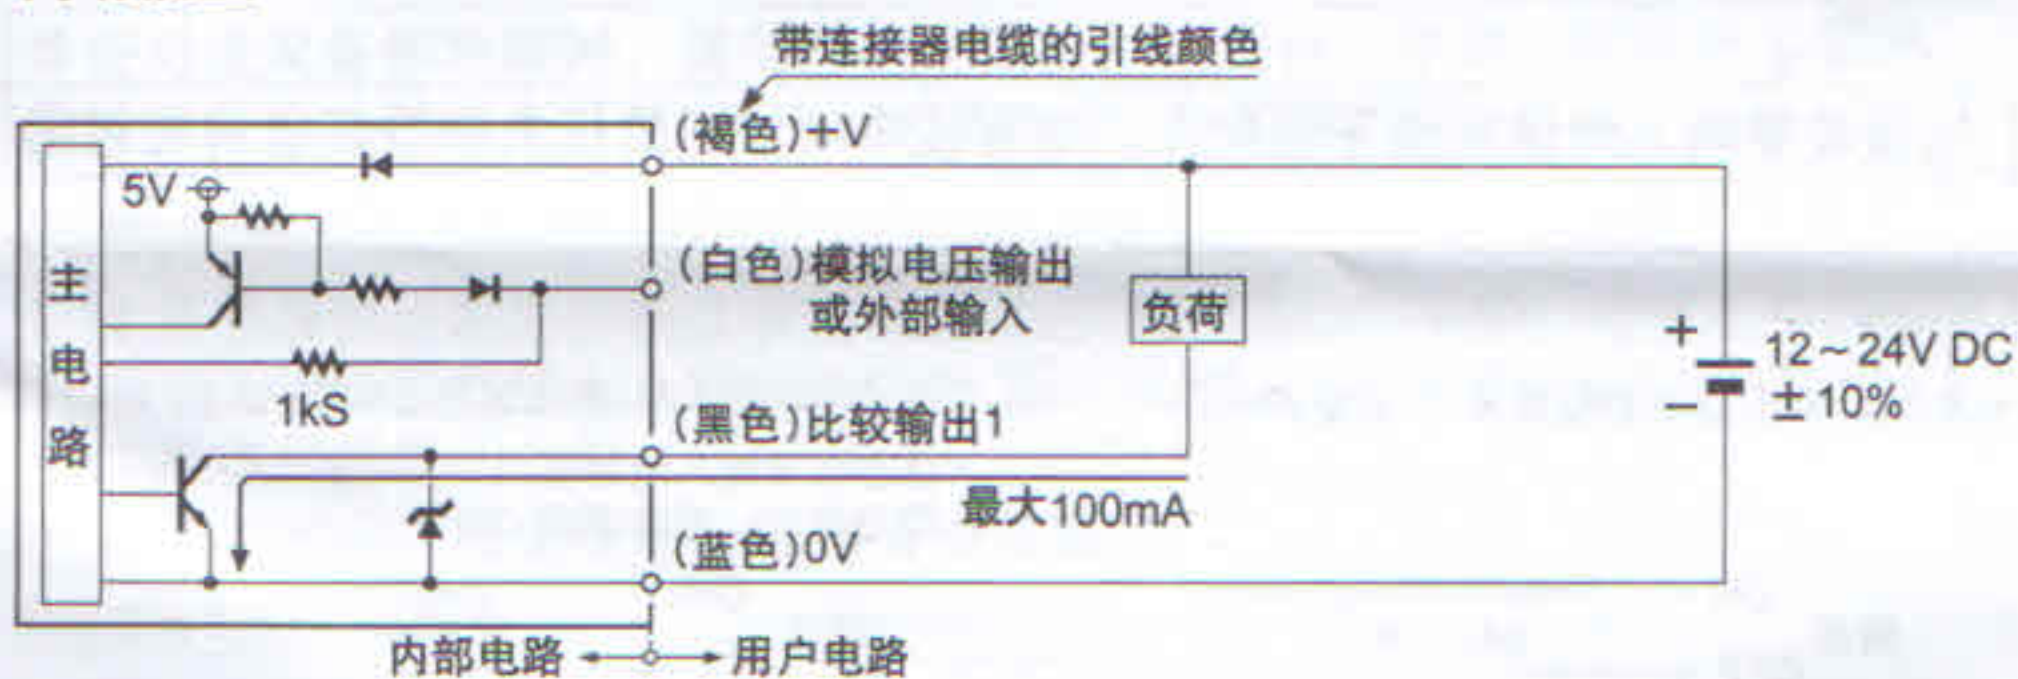 带连接器电缆的引线颜色
(褐色)+V
5V
(白色)模拟电压输出
或外部输入
主电路
负荷
+
12~24V DC
−
±10%
1kS
(黑色)比较输出1
最大100mA
(蓝色)0V
内部电路
用户电路